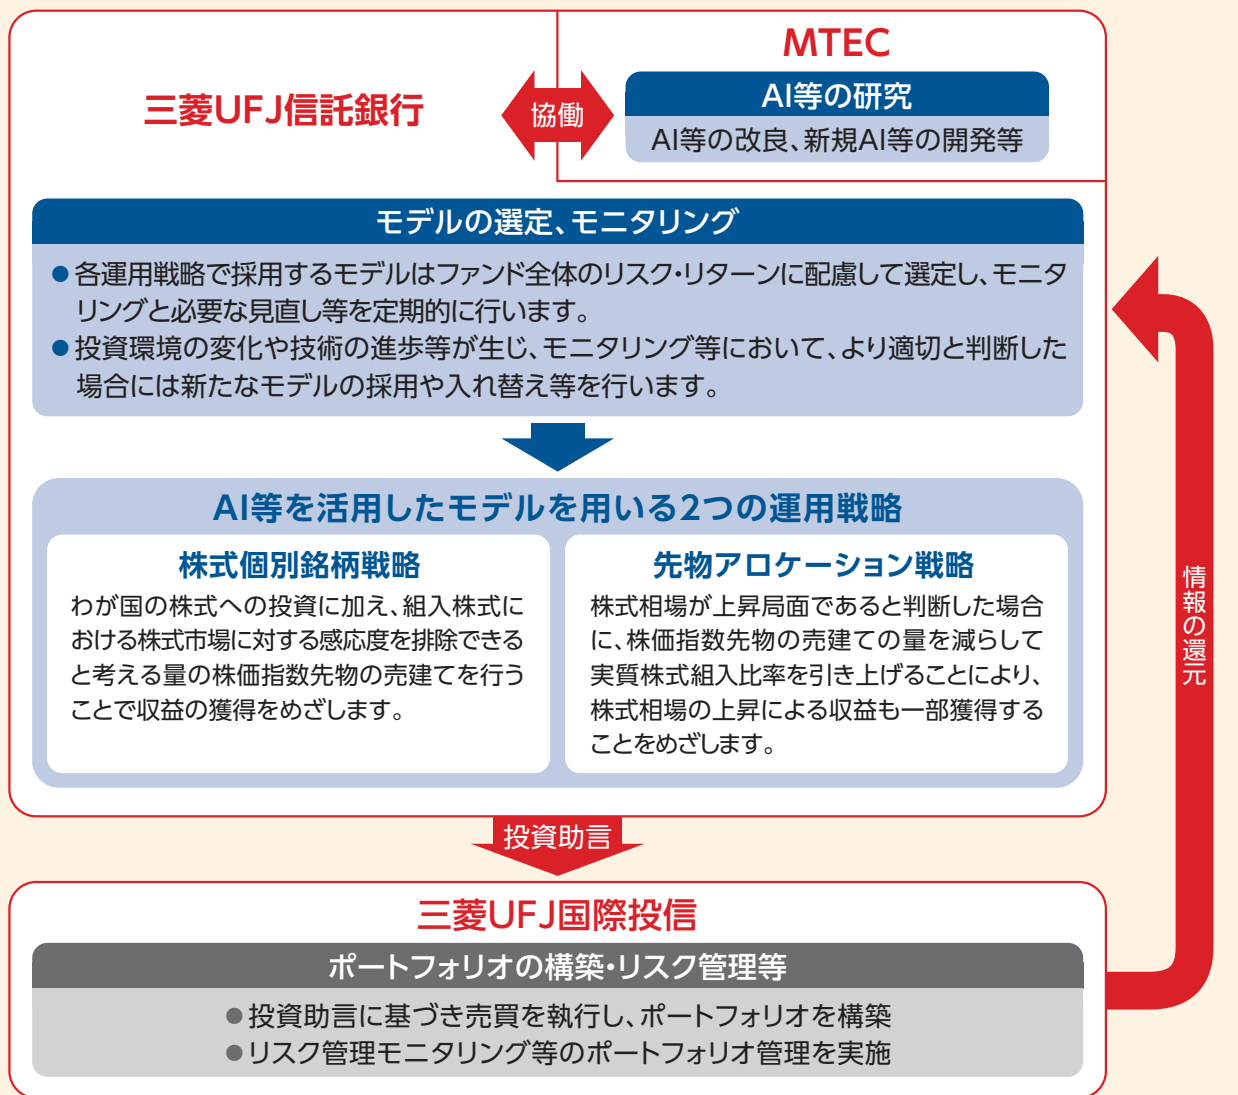 MTEC
三菱UFJ信託銀行
協働
AI等の研究
AI等の改良、新規AI等の開発等
モデルの選定、モニタリング
●各運用戦略で採用するモデルはファンド全体のリスク・リターンに配慮して選定し、モニタ
リングと必要な見直し等を定期的に行います。
●投資環境の変化や技術の進歩等が生じ、モニタリング等において、より適切と判断した
場合には新たなモデルの採用や入れ替え等を行います。
AI等を活用したモデルを用いる2つの運用戦略
株式個別銘柄戦略
わが国の株式への投資に加え、組入株式に
おける株式市場に対する感応度を排除できる
と考える量の株価指数先物の売建てを行う
ことで収益の獲得をめざします。
先物アロケーション戦略
株式相場が上昇局面であると判断した場合
に、株価指数先物の売建ての量を減らして
実質株式組入比率を引き上げることにより、
株式相場の上昇による収益も一部獲得する
ことをめざします。
情報の還元
投資助言
三菱UFJ国際投信
ポートフォリオの構築・リスク管理等
●投資助言に基づき売買を執行し、ポートフォリオを構築
●リスク管理モニタリング等のポートフォリオ管理を実施